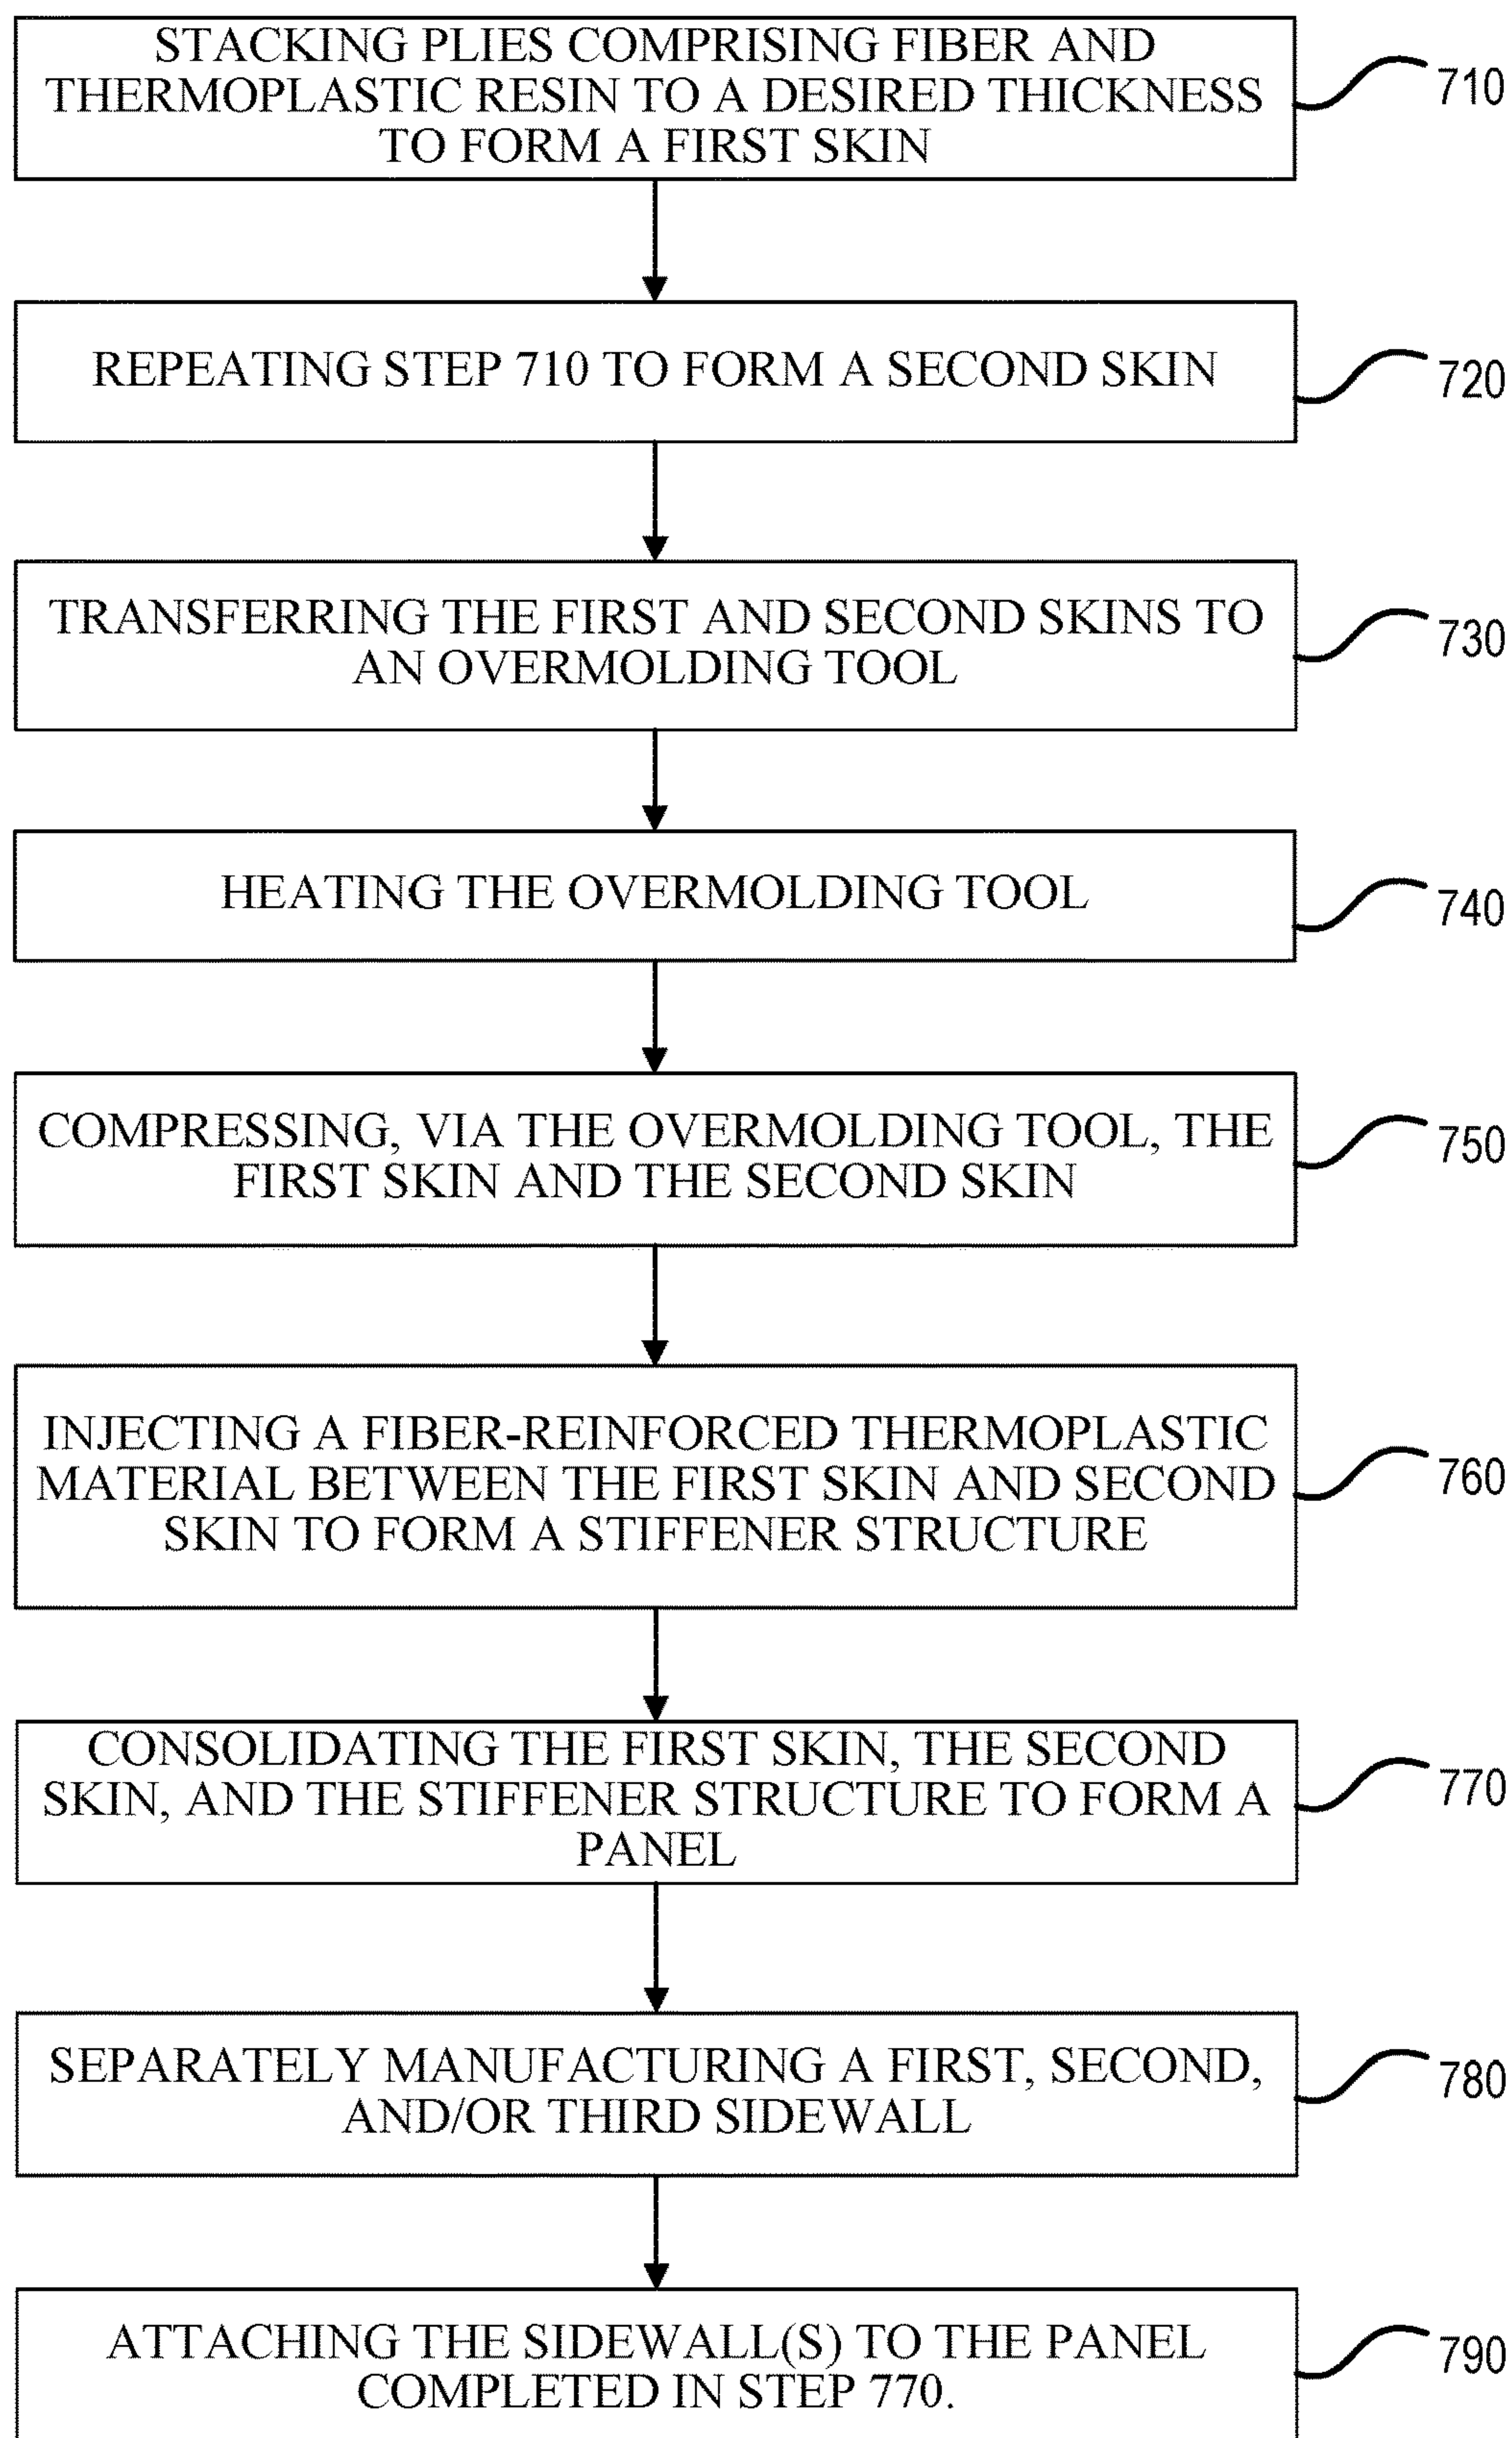 STACKING PLIES COMPRISING FIBER AND
THERMOPLASTIC RESIN TO A DESIRED THICKNESS
TO FORM A FIRST SKIN
710
REPEATING STEP 710 TO FORM A SECOND SKIN
720
TRANSFERRING THE FIRST AND SECOND SKINS TO
AN OVERMOLDING TOOL
730
HEATING THE OVERMOLDING TOOL
740
COMPRESSING, VIA THE OVERMOLDING TOOL, THE
FIRST SKIN AND THE SECOND SKIN
750
INJECTING A FIBER-REINFORCED THERMOPLASTIC
MATERIAL BETWEEN THE FIRST SKIN AND SECOND
SKIN TO FORM A STIFFENER STRUCTURE
760
CONSOLIDATING THE FIRST SKIN, THE SECOND
SKIN, AND THE STIFFENER STRUCTURE TO FORM A
PANEL
770
SEPARATELY MANUFACTURING A FIRST, SECOND,
AND/OR THIRD SIDEWALL
780
ATTACHING THE SIDEWALL(S) TO THE PANEL
COMPLETED IN STEP 770.
790